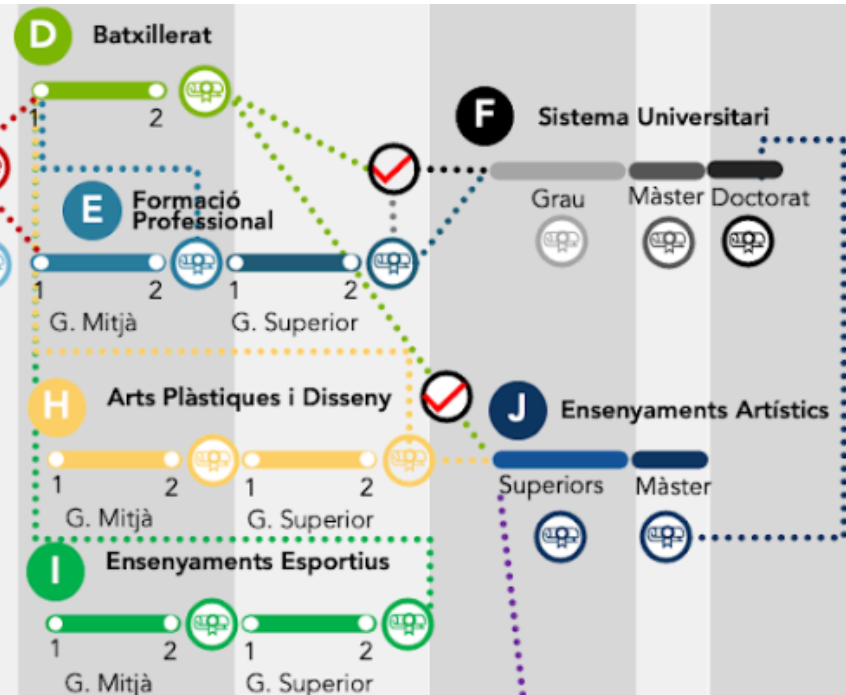 D Batxillerat
1 2
F Sistema Universitari
Grau Màster Doctorat
E Formació
Professional
1 2 1 2
G. Mitjà G. Superior
H Arts Plàstiques i Disseny
1 2 1 2
G. Mitjà G. Superior
J Ensenyaments Artístics
Superiors Màster
I Ensenyaments Esportius
1 2 1 2
G. Mitjà G. Superior